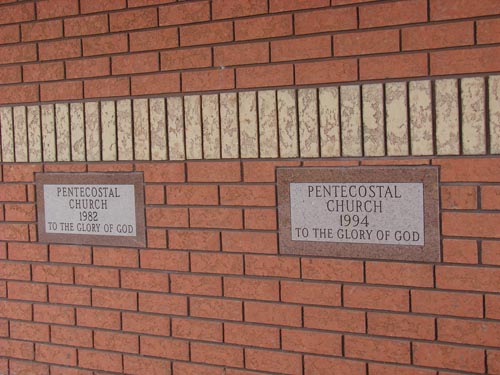 PENTECOSTAL
CHURCH
1982
TO THE GLORY OF GOD
PENTECOSTAL
CHURCH
1994
TO THE GLORY OF GOD